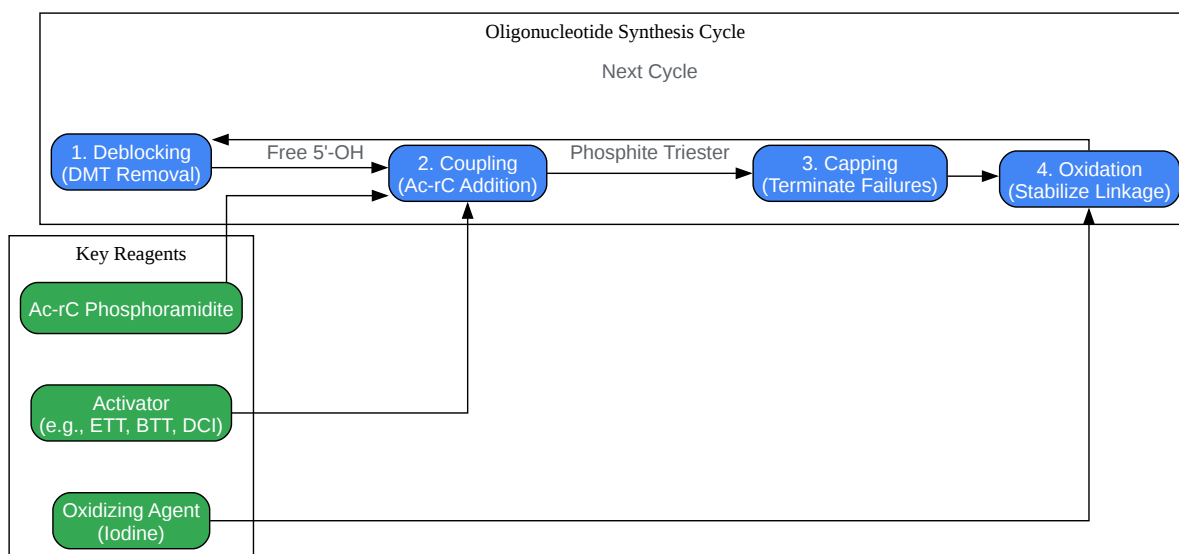 Oligonucleotide Synthesis Cycle
Next Cycle
1. Deblocking
(DMT Removal)
Free 5'-OH
2. Coupling
(Ac-rC Addition)
Phosphite Triester
3. Capping
(Terminate Failures)
4. Oxidation
(Stabilize Linkage)
Key Reagents
Ac-rC Phosphoramidite
Activator
(e.g., ETT, BTT, DCI)
Oxidizing Agent
(Iodine)